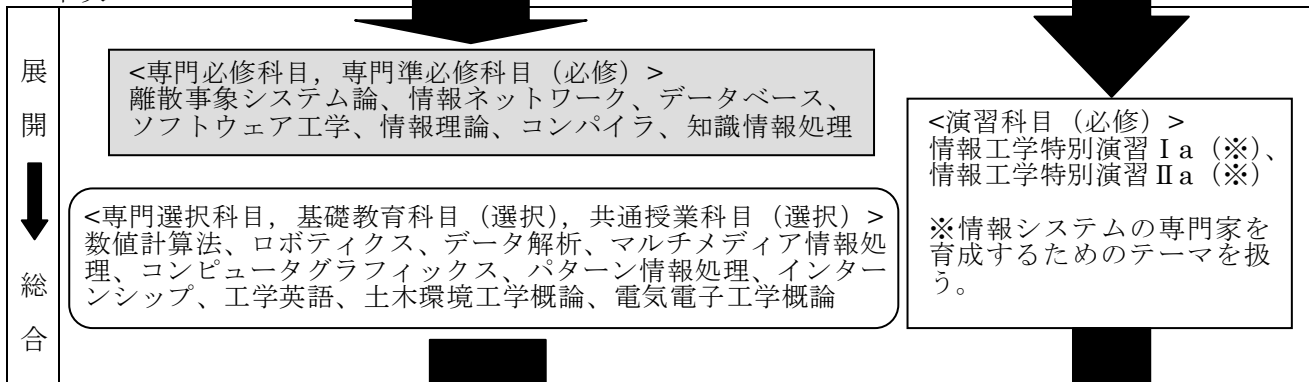 展
開
総
合
<専門必修科目，専門準必修科目（必修）>
離散事象システム論、情報ネットワーク、データベース、
ソフトウェア工学、情報理論、コンパイラ、知識情報処理
<専門選択科目，基礎教育科目（選択），共通授業科目（選択）>
数値計算法、ロボティクス、データ解析、マルチメディア情報処
理、コンピュータグラフィックス、パターン情報処理、インター
ンシップ、工学英語、土木環境工学概論、電気電子工学概論
<演習科目（必修）>
情報工学特別演習Ⅰa（※）、
情報工学特別演習Ⅱa（※）
※情報システムの専門家を
育成するためのテーマを扱
う。